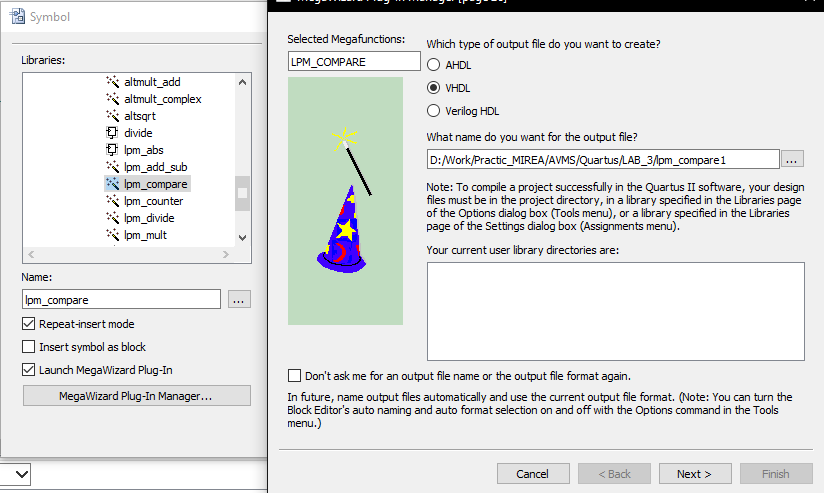 Symbol
Libraries:
altmult_add
altmult_complex
altsqrt
divide
lpm_abs
lpm_add_sub
lpm_compare
lpm_counter
lpm_divide
lpm_mult
Name:
lpm_compare
...
Repeat-insert mode
Insert symbol as block
Launch MegaWizard Plug-In
MegaWizard Plug-In Manager...
Selected Megafunctions:
LPM_COMPARE
Which type of output file do you want to create?
AHDL
VHDL
Verilog HDL
What name do you want for the output file?
D:/Work/Practic_MIREA/AVMS/Quartus/LAB_3/lpm_compare1
...
Note: To compile a project successfully in the Quartus II software, your design
files must be in the project directory, in a library specified in the Libraries page
of the Options dialog box (Tools menu), or a library specified in the Libraries
page of the Settings dialog box (Assignments menu).
Your current user library directories are:
Don't ask me for an output file name or the output file format again.
In future, name output files automatically and use the current output file format. (Note: You can turn the
Block Editor's auto naming and auto format selection on and off with the Options command in the Tools
menu.)
Cancel
< Back
Next >
Finish